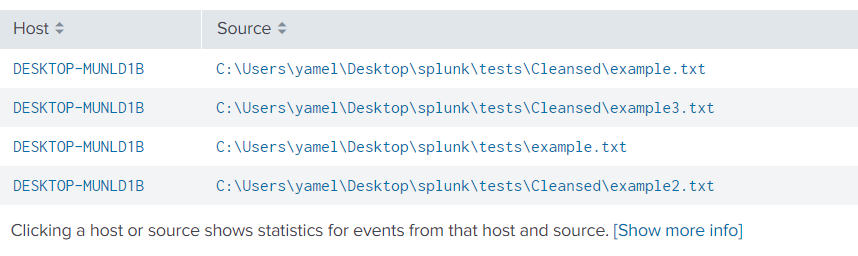 Host Source
DESKTOP-MUNLD1B C:\Users\yamel\Desktop\splunk\tests\Cleansed\example.txt
DESKTOP-MUNLD1B C:\Users\yamel\Desktop\splunk\tests\Cleansed\example3.txt
DESKTOP-MUNLD1B C:\Users\yamel\Desktop\splunk\tests\example.txt
DESKTOP-MUNLD1B C:\Users\yamel\Desktop\splunk\tests\Cleansed\example2.txt
Clicking a host or source shows statistics for events from that host and source. [Show more info]